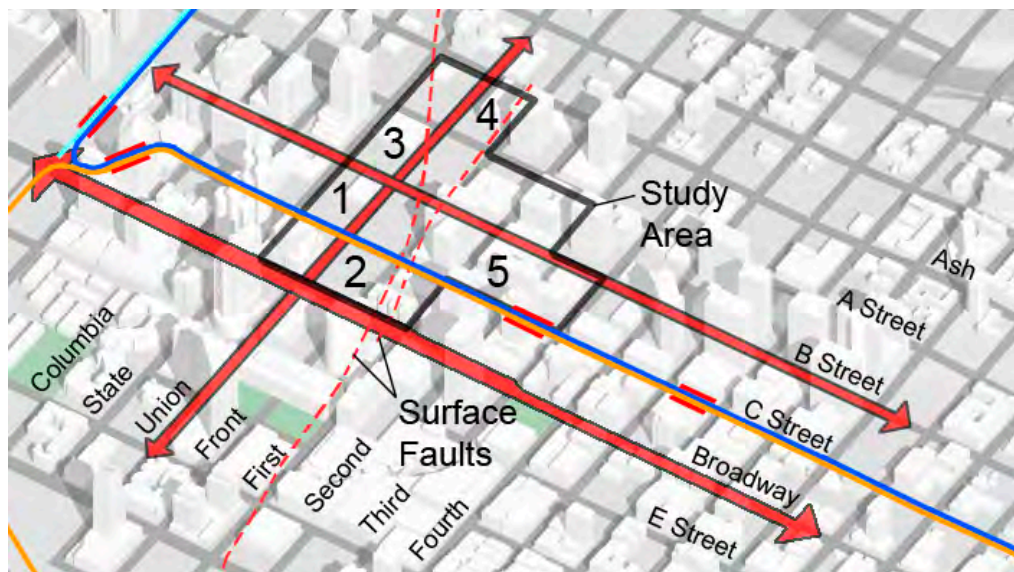 4
3
1
2
5
Study
Area
Ash
A Street
B Street
C Street
Broadway
E Street
Columbia
State
Union
Front
First
Second
Third
Fourth
Surface
Faults